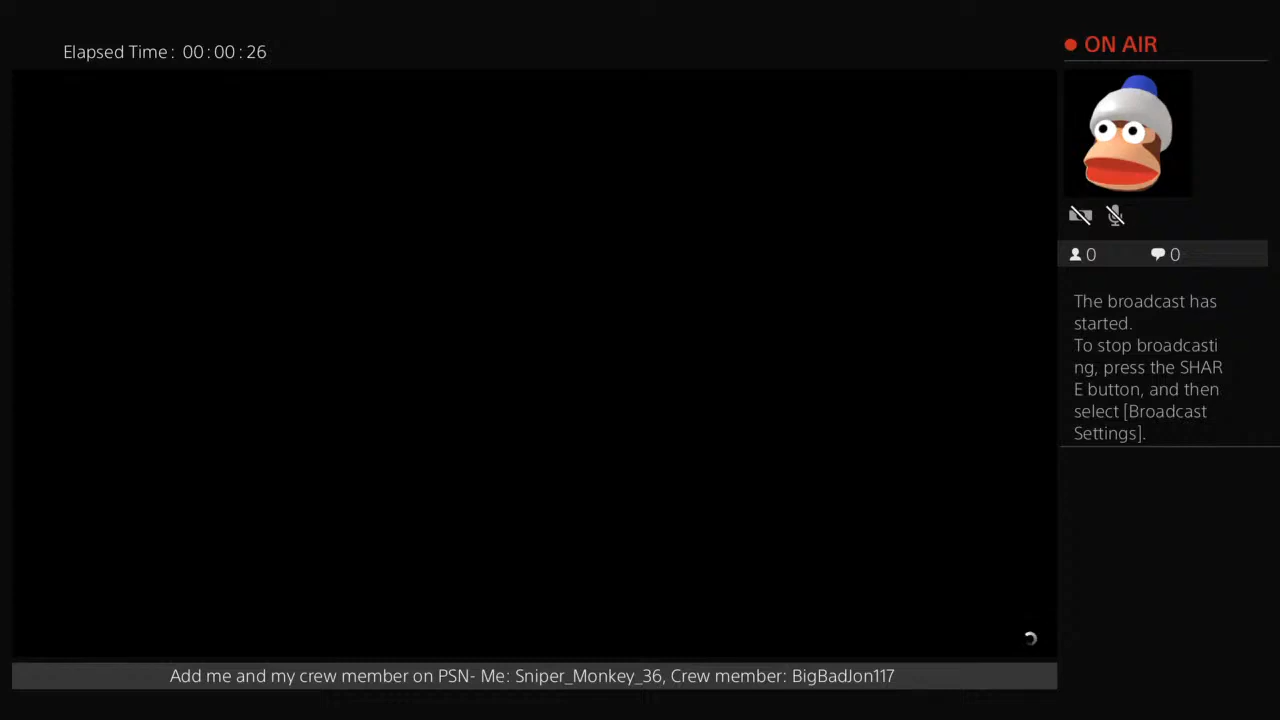 Elapsed Time: 00:00:26
ON AIR
0 0
The broadcast has
started.
To stop broadcasti
ng, press the SHAR
E button, and then
select [Broadcast
Settings].
Add me and my crew member on PSN- Me: Sniper_Monkey_36, Crew member: BigBadJon117